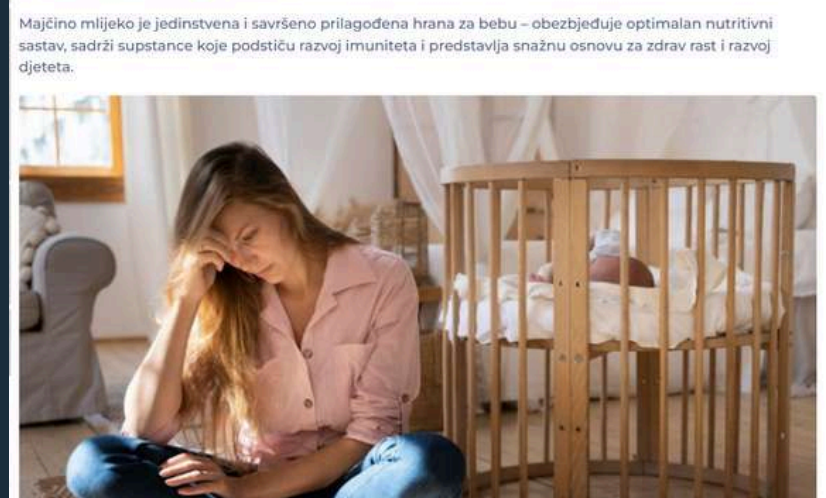 Majčino mlijeko je jedinstvena i savršeno prilagođena hrana za bebu – obezbjeđuje optimalan nutritivni
sastav, sadrži supstance koje podstiču razvoj imuniteta i predstavlja snažnu osnovu za zdrav rast i razvoj
djeteta.